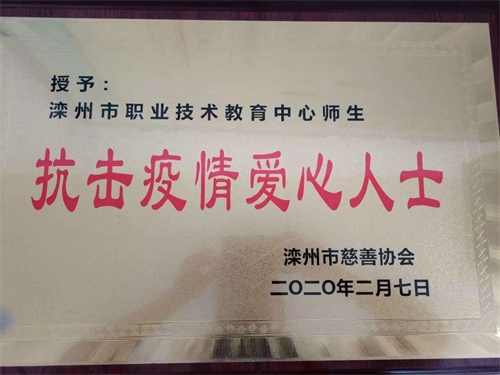 授予：
滦州市职业技术教育中心师生
抗击疫情爱心人士
滦州市慈善协会
二〇二〇年二月七日